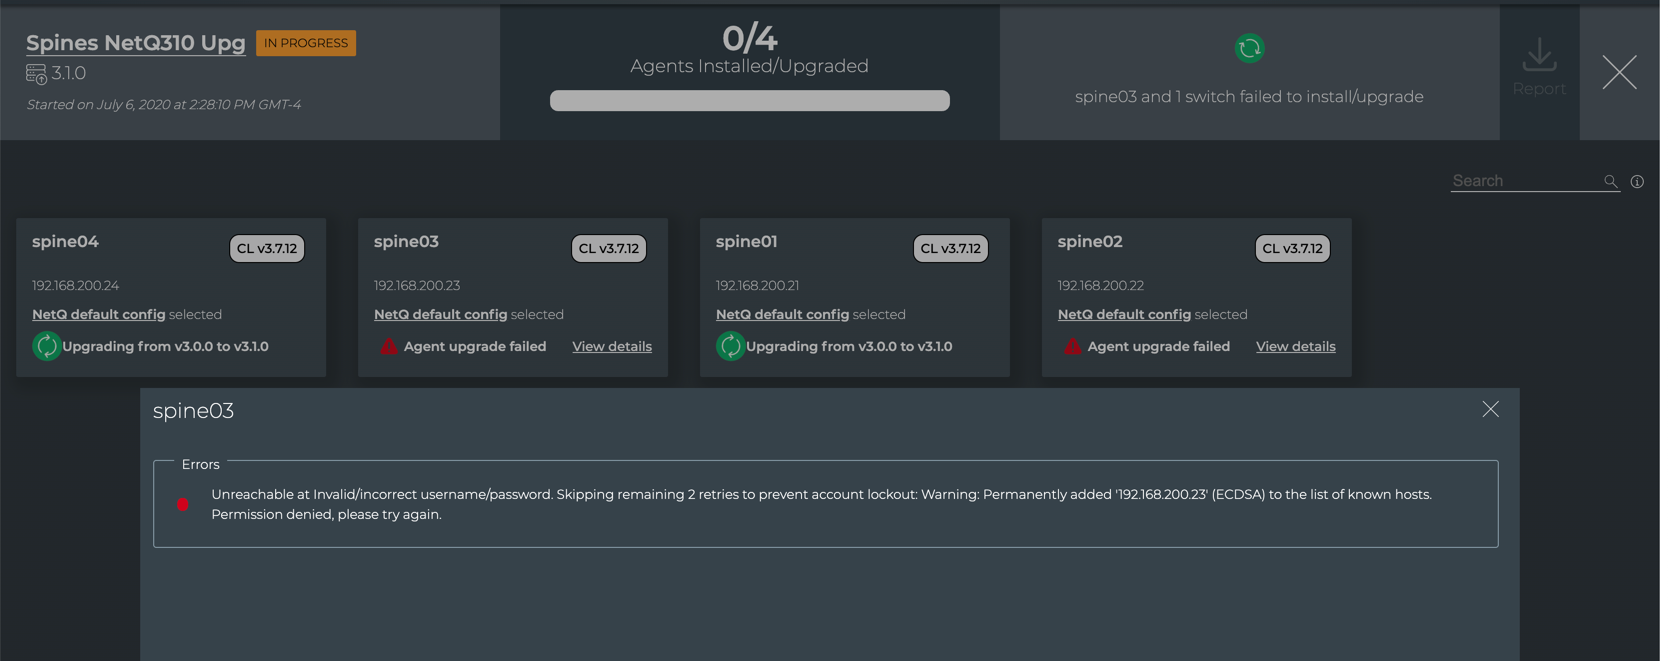 Spines NetQ310 Upg IN PROGRESS
3.1.0
Started on July 6, 2020 at 2:28:10 PM GMT-4
0/4
Agents Installed/Upgraded
spine03 and 1 switch failed to install/upgrade
Report
Search
spine04 CL v3.7.12
192.168.200.24
NetQ default config selected
Upgrading from v3.0.0 to v3.1.0
spine03 CL v3.7.12
192.168.200.23
NetQ default config selected
Agent upgrade failed View details
spine01 CL v3.7.12
192.168.200.21
NetQ default config selected
Upgrading from v3.0.0 to v3.1.0
spine02 CL v3.7.12
192.168.200.22
NetQ default config selected
Agent upgrade failed View details
spine03
Errors
Unreachable at Invalid/incorrect username/password. Skipping remaining 2 retries to prevent account lockout: Warning: Permanently added '192.168.200.23' (ECDSA) to the list of known hosts.
Permission denied, please try again.